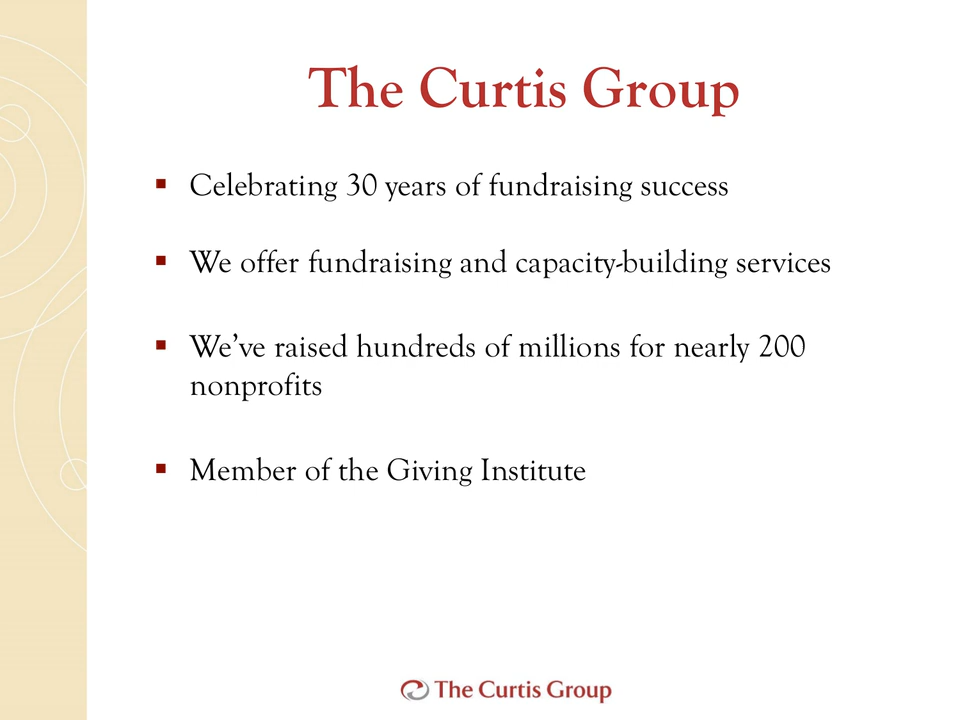 The Curtis Group
▪ Celebrating 30 years of fundraising success
▪ We offer fundraising and capacity-building services
▪ We’ve raised hundreds of millions for nearly 200
nonprofits
▪ Member of the Giving Institute
The Curtis Group